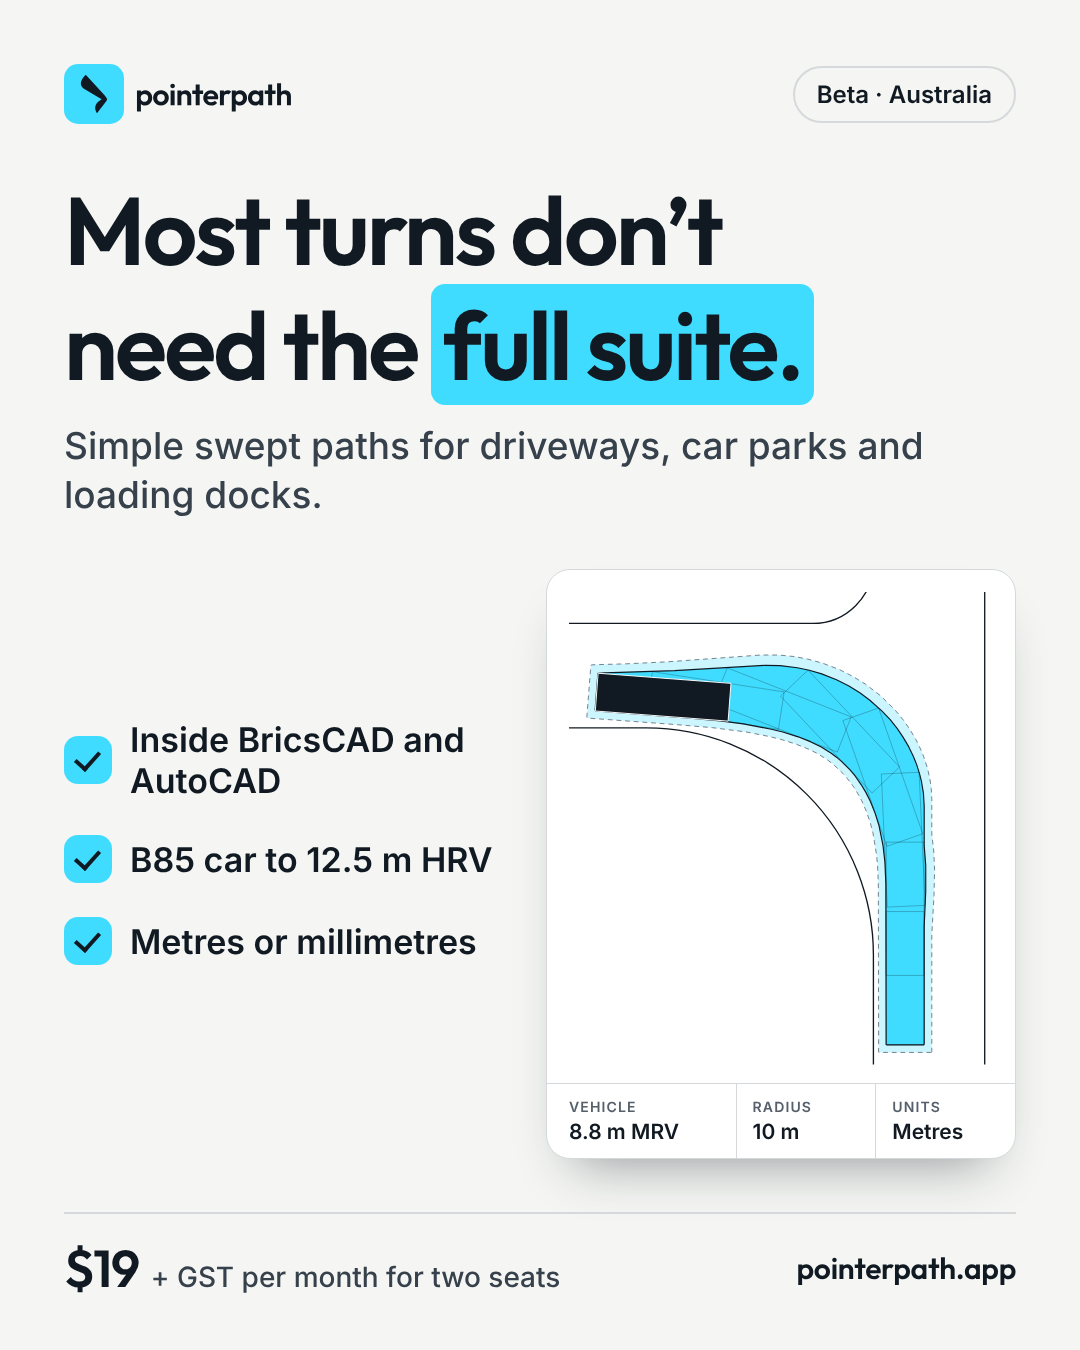 pointerpath
Beta · Australia
Most turns don’t
need the full suite.
Simple swept paths for driveways, car parks and
loading docks.
Inside BricsCAD and
AutoCAD
B85 car to 12.5 m HRV
Metres or millimetres
VEHICLE
8.8 m MRV
RADIUS
10 m
UNITS
Metres
$19 + GST per month for two seats
pointerpath.app